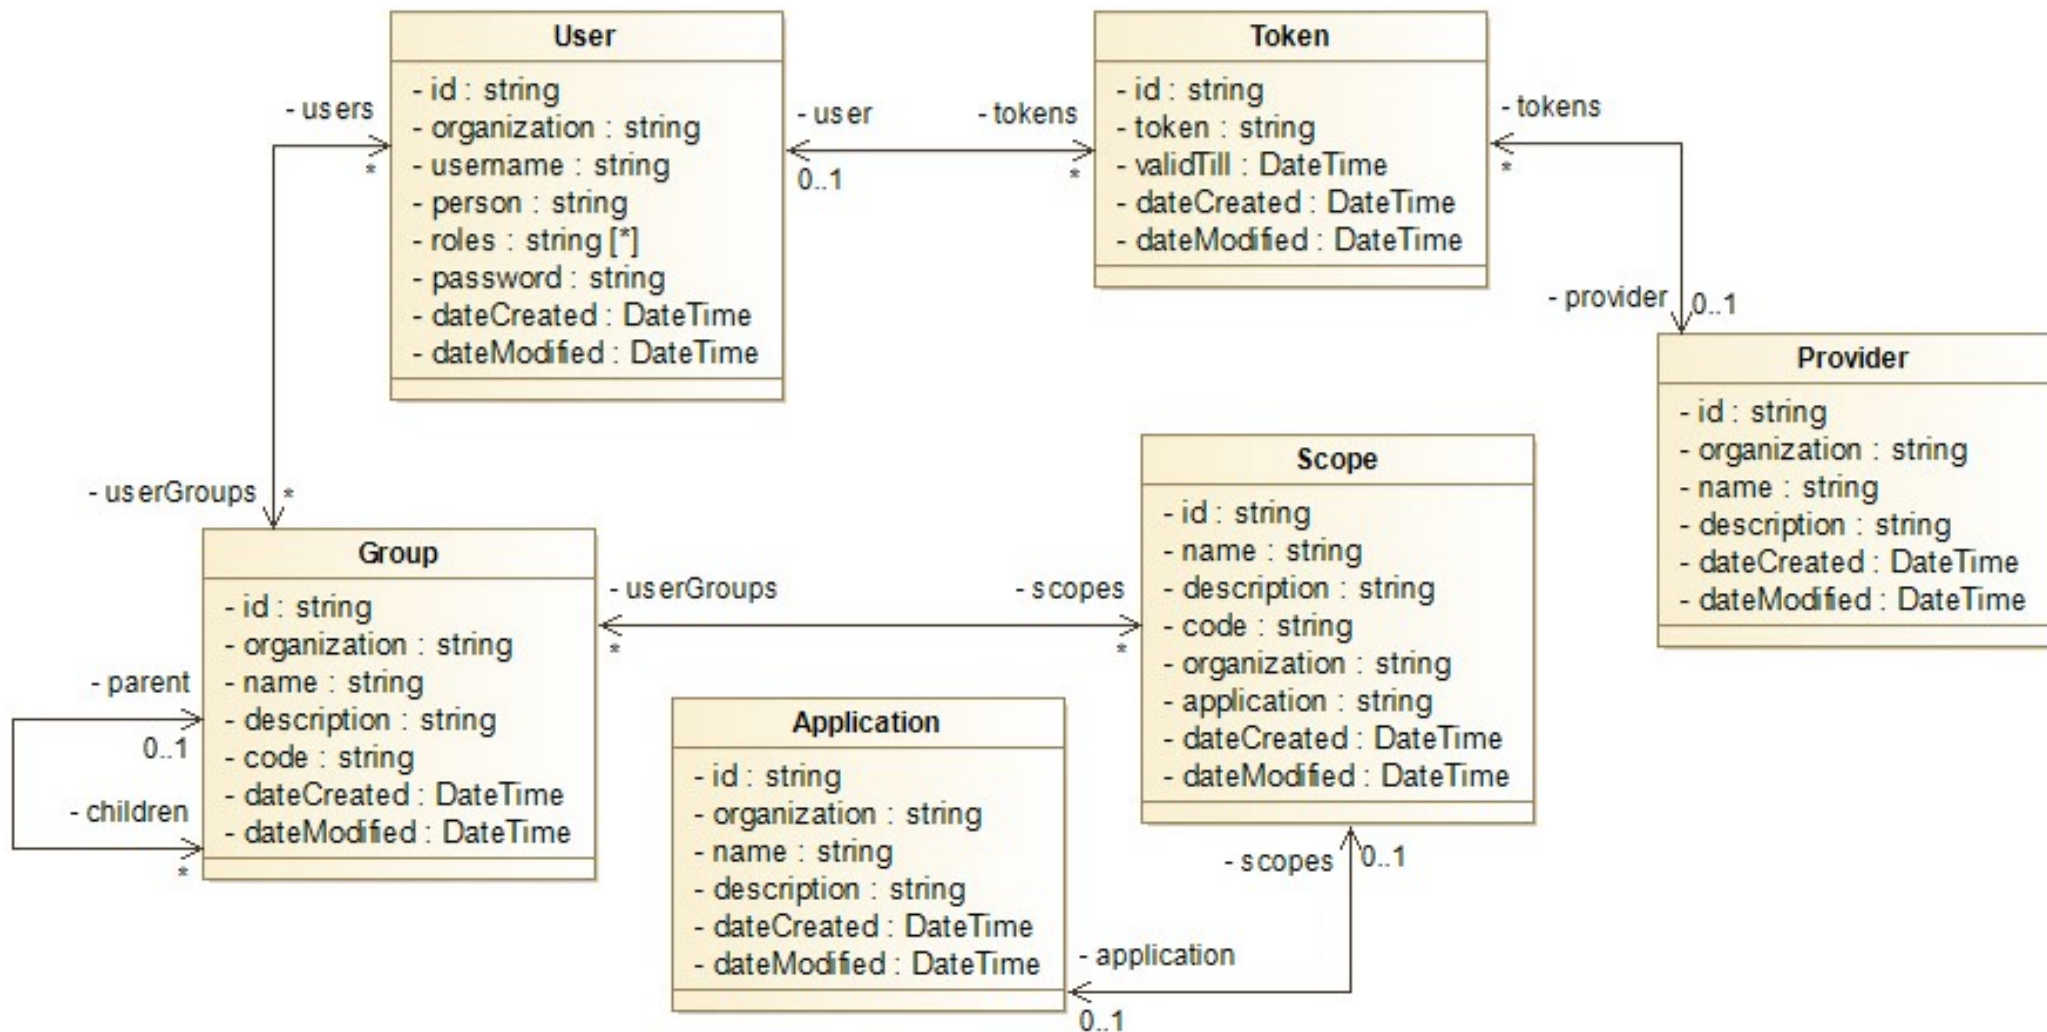 User
- id : string
- organization : string
- username : string
- person : string
- roles : string [*]
- password : string
- dateCreated : DateTime
- dateModified : DateTime
- users
*
- user
0..1
- tokens
*
Token
- id : string
- token : string
- validTill : DateTime
- dateCreated : DateTime
- dateModified : DateTime
- tokens
*
- provider
0..1
Provider
- id : string
- organization : string
- name : string
- description : string
- dateCreated : DateTime
- dateModified : DateTime
- userGroups
*
Group
- id : string
- organization : string
- name : string
- description : string
- code : string
- dateCreated : DateTime
- dateModified : DateTime
- parent
0..1
- children
*
- userGroups
*
- scopes
*
Scope
- id : string
- name : string
- description : string
- code : string
- organization : string
- application : string
- dateCreated : DateTime
- dateModified : DateTime
- scopes
0..1
Application
- id : string
- organization : string
- name : string
- description : string
- dateCreated : DateTime
- dateModified : DateTime
- application
0..1